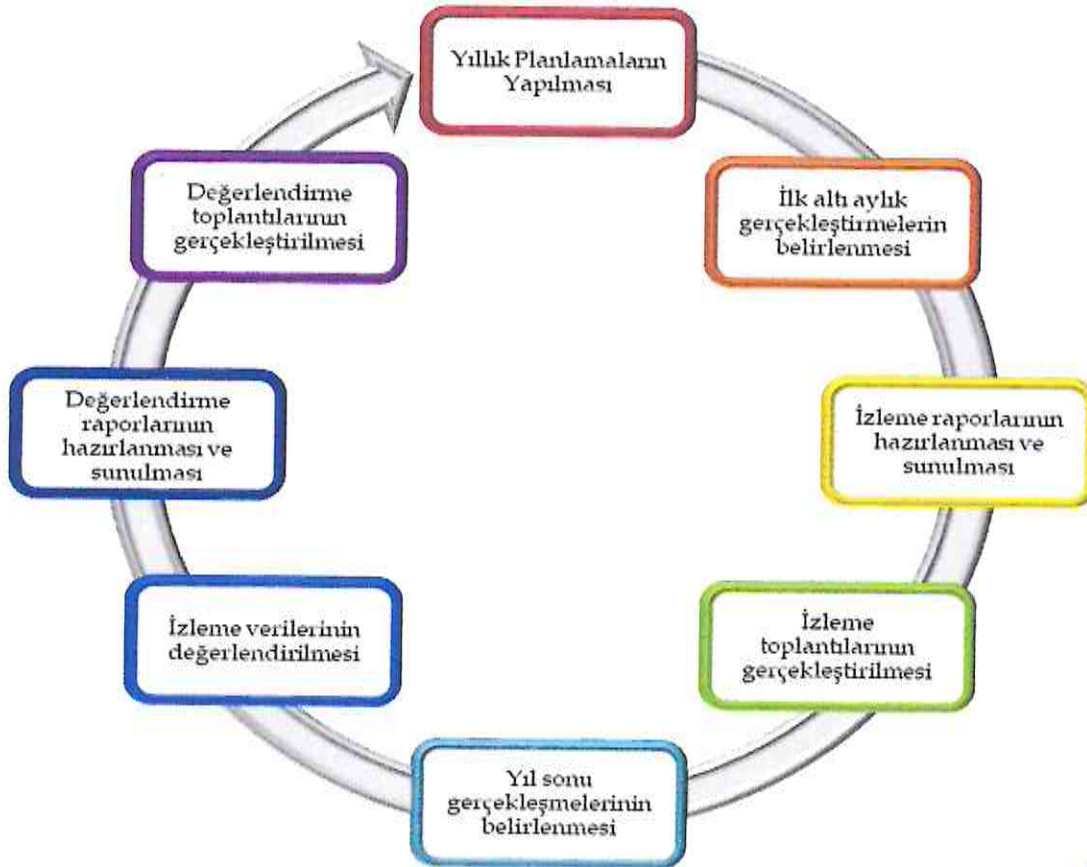 Yıllık Planlamaların
Yapılması
İlk altı aylık
gerçekleştirmelerin
belirlenmesi
İzleme raporlarının
hazırlanması ve
sunulması
İzleme
toplantılarının
gerçekleştirilmesi
Yıl sonu
gerçekleşmelerinin
belirlenmesi
İzleme verilerinin
değerlendirilmesi
Değerlendirme
raporlarının
hazırlanması ve
sunulması
Değerlendirme
toplantılarının
gerçekleştirilmesi